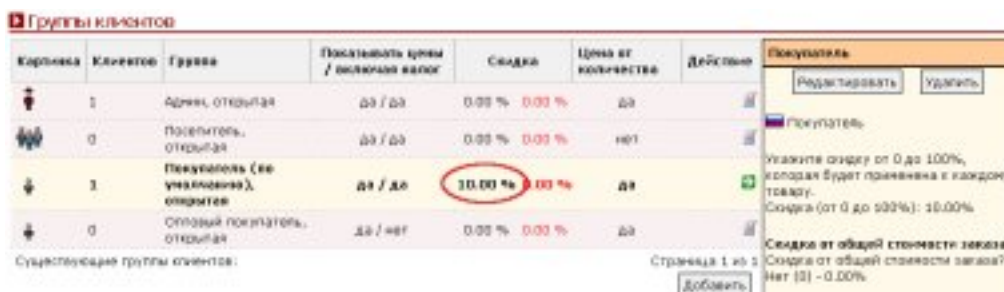 Группы клиентов
Картинка Клиентов Группа Показывать цены / включая налог Скидка Цена от количества Действие
1 Админ, открытая да / да 0.00 % 0.00 % да
0 Посетитель, открытая да / да 0.00 % 0.00 % нет
1 Покупатель (по умолчанию), открытая да / да 10.00 % 0.00 % да
0 Оптовый покупатель, открытая да / нет 0.00 % 0.00 % да
Существующие группы клиентов: Страница 1 из 1
Добавить
Покупатель
Редактировать Удалить
Покупатель
Укажите скидку от 0 до 100%,
которая будет применена к каждому
товару.
Скидка (от 0 до 100%): 10.00%
Скидка от общей стоимости заказа
Скидка от общей стоимости заказа?
Нет (0) - 0.00%